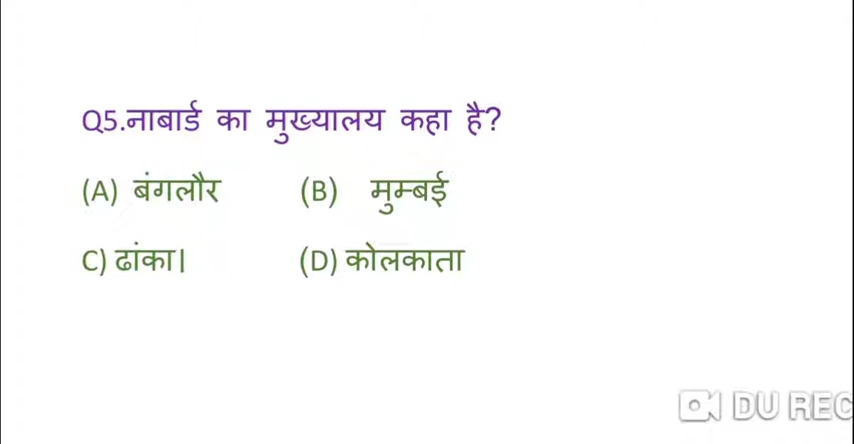 Q5.नाबार्ड का मुख्यालय कहा है?
(A) बंगलौर (B) मुम्बई
C) ढांका। (D) कोलकाता
DU REC